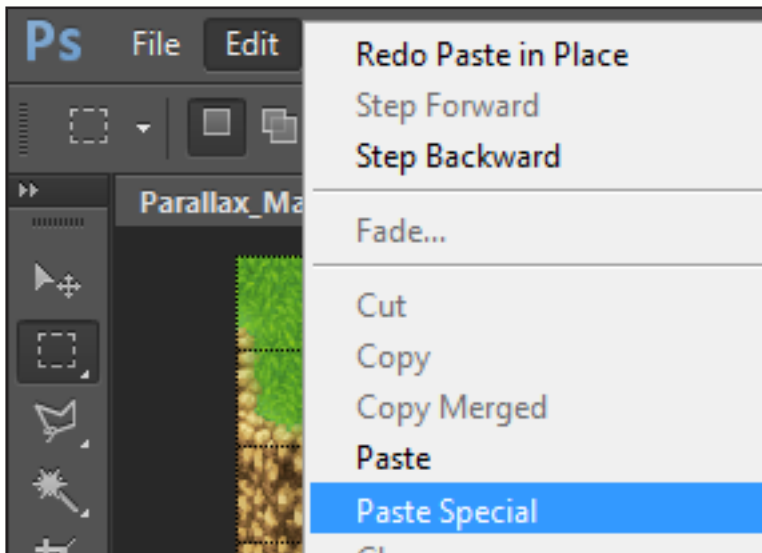 Ps File Edit
Redo Paste in Place
Step Forward
Step Backward
Parallax_Ma
Fade...
Cut
Copy
Copy Merged
Paste
Paste Special